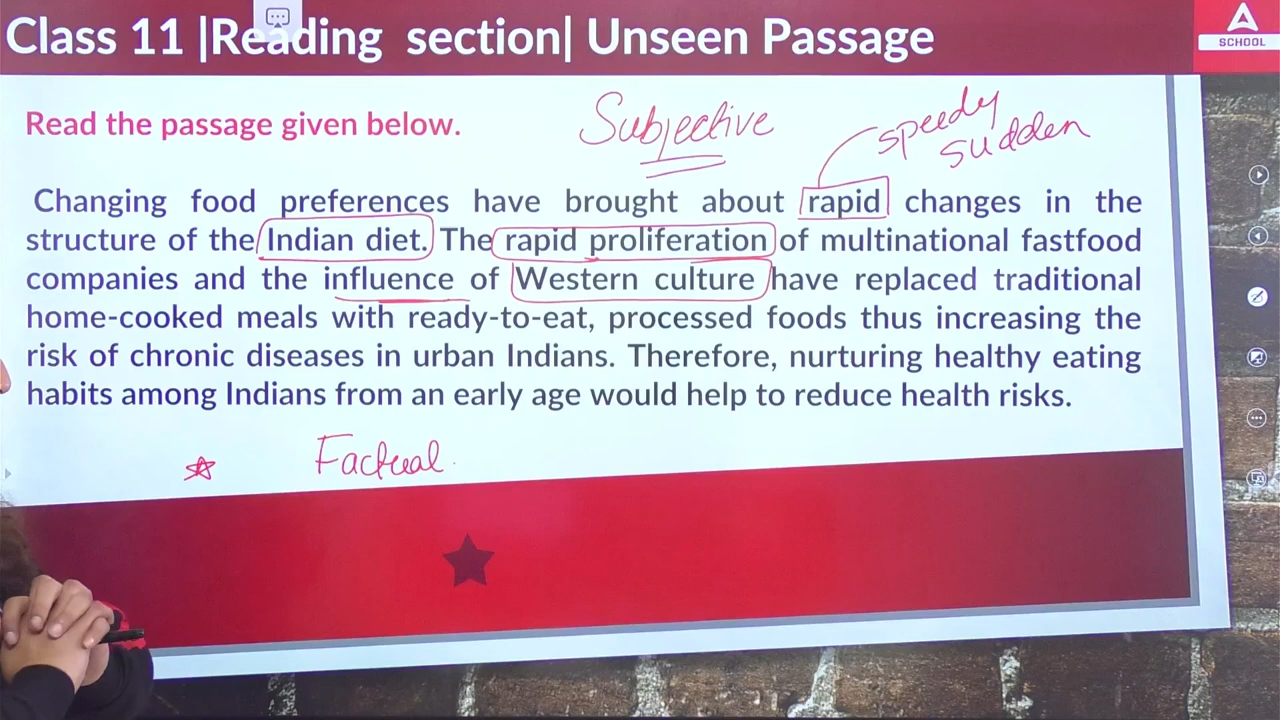 Class 11 |Reading section| Unseen Passage
SCHOOL
Read the passage given below.
Subjective
speedy
sudden
Changing food preferences have brought about rapid changes in the
structure of the Indian diet. The rapid proliferation of multinational fastfood
companies and the influence of Western culture have replaced traditional
home-cooked meals with ready-to-eat, processed foods thus increasing the
risk of chronic diseases in urban Indians. Therefore, nurturing healthy eating
habits among Indians from an early age would help to reduce health risks.
Factual.